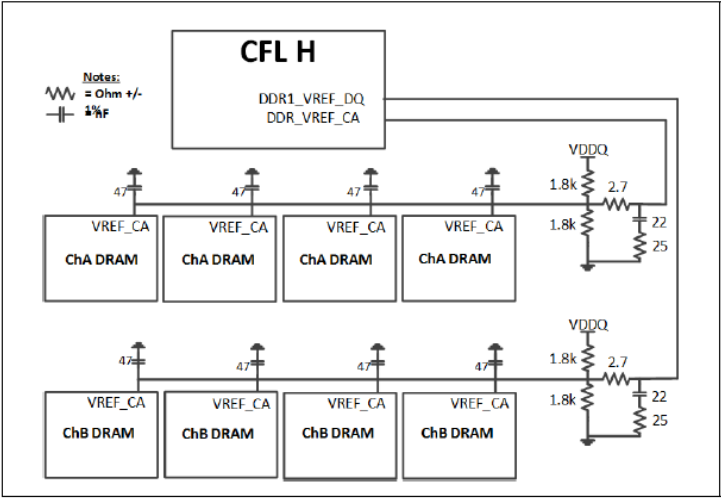 CFL H
Notes:
= Ohm +/-
1%
= nF
DDR1_VREF_DQ
DDR_VREF_CA
VDDQ
47
47
47
47
1.8k
2.7
VREF_CA
VREF_CA
VREF_CA
VREF_CA
1.8k
22
ChA DRAM
ChA DRAM
ChA DRAM
ChA DRAM
25
VDDQ
47
47
47
47
1.8k
2.7
VREF_CA
VREF_CA
VREF_CA
VREF_CA
1.8k
22
ChB DRAM
ChB DRAM
ChB DRAM
ChB DRAM
25